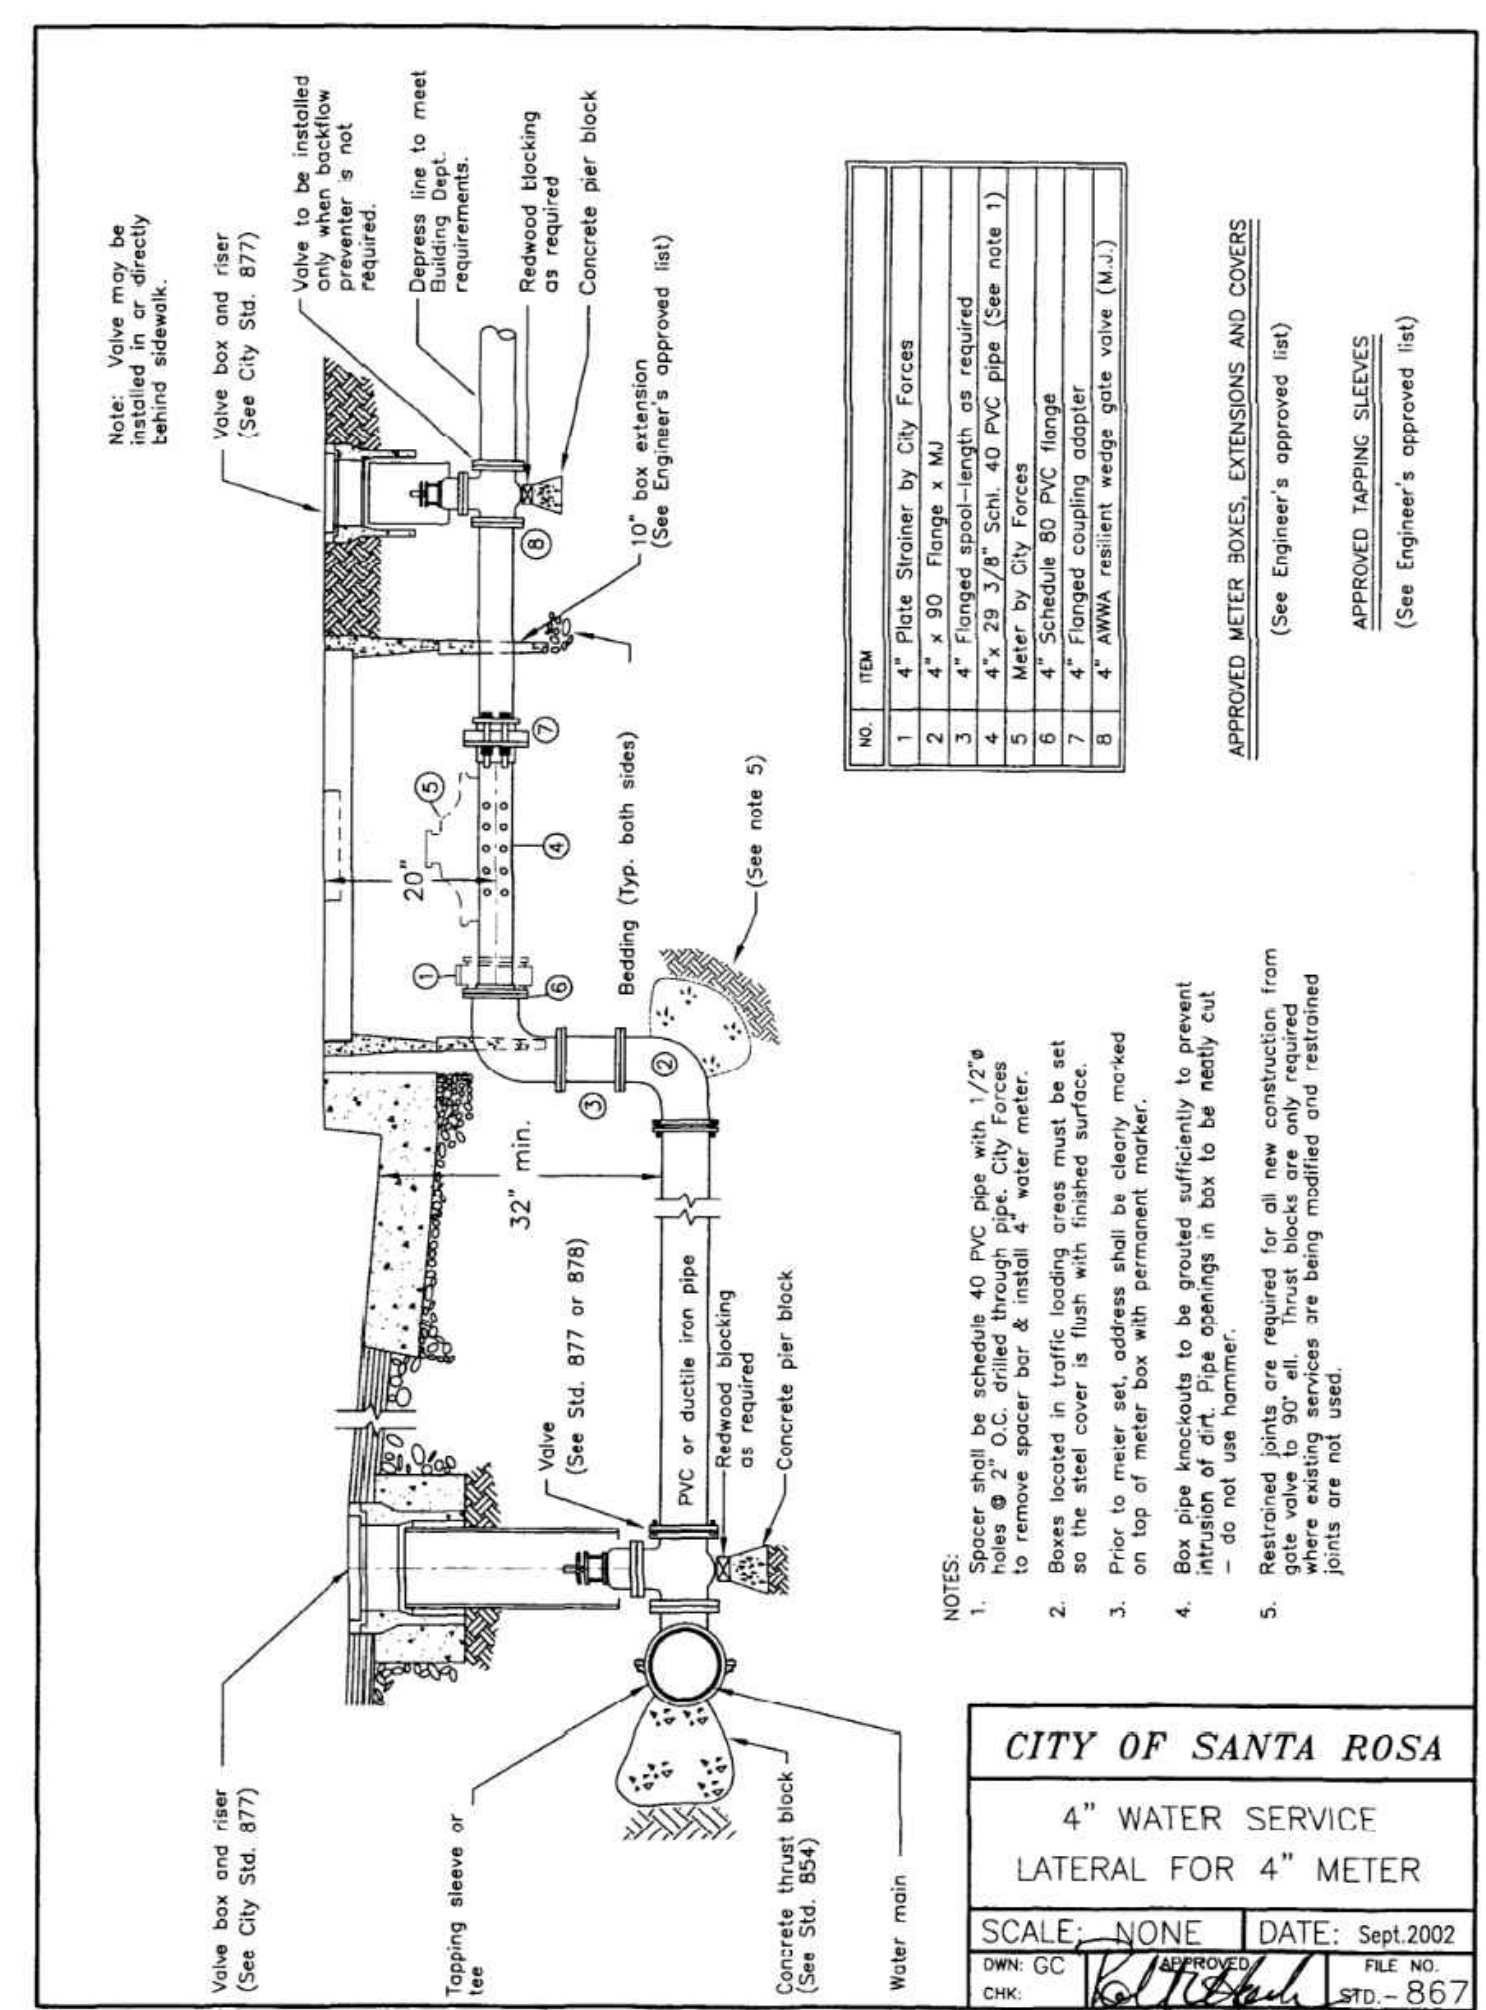 Note: Valve may be
installed in or directly
behind sidewalk.
Valve box and riser
(See City Std. 877)
Valve to be installed
only when backflow
preventer is not
required.
Depress line to meet
Building Dept.
requirements.
Redwood blocking
as required
Concrete pier block
10" box extension
(See Engineer's approved list)
8
7
5
20"
4
1
6
Bedding (Typ. both sides)
(See note 5)
2
3
32" min.
Valve
(See Std. 877 or 878)
PVC or ductile iron pipe
Redwood blocking
as required
Concrete pier block
Valve box and riser
(See City Std. 877)
Tapping sleeve or
tee
Concrete thrust block
(See Std. 854)
Water main
NO. ITEM
1 4" Plate Strainer by City Forces
2 4" x 90 Flange x MJ
3 4" Flanged spool-length as required
4 4"x 29 3/8" Schl. 40 PVC pipe (See note 1)
5 Meter by City Forces
6 4" Schedule 80 PVC flange
7 4" Flanged coupling adapter
8 4" AWWA resilient wedge gate valve (M.J.)
APPROVED METER BOXES, EXTENSIONS AND COVERS
(See Engineer's approved list)
APPROVED TAPPING SLEEVES
(See Engineer's approved list)
NOTES:
1. Spacer shall be schedule 40 PVC pipe with 1/2"ø
holes @ 2" O.C. drilled through pipe. City Forces
to remove spacer bar & install 4" water meter.
2. Boxes located in traffic loading areas must be set
so the steel cover is flush with finished surface.
3. Prior to meter set, address shall be clearly marked
on top of meter box with permanent marker.
4. Box pipe knockouts to be grouted sufficiently to prevent
intrusion of dirt. Pipe openings in box to be neatly cut
- do not use hammer.
5. Restrained joints are required for all new construction from
gate valve to 90° ell. Thrust blocks are only required
where existing services are being modified and restrained
joints are not used.
CITY OF SANTA ROSA
4" WATER SERVICE
LATERAL FOR 4" METER
SCALE: NONE DATE: Sept.2002
DWN: GC APPROVED FILE NO.
CHK: STD.- 867